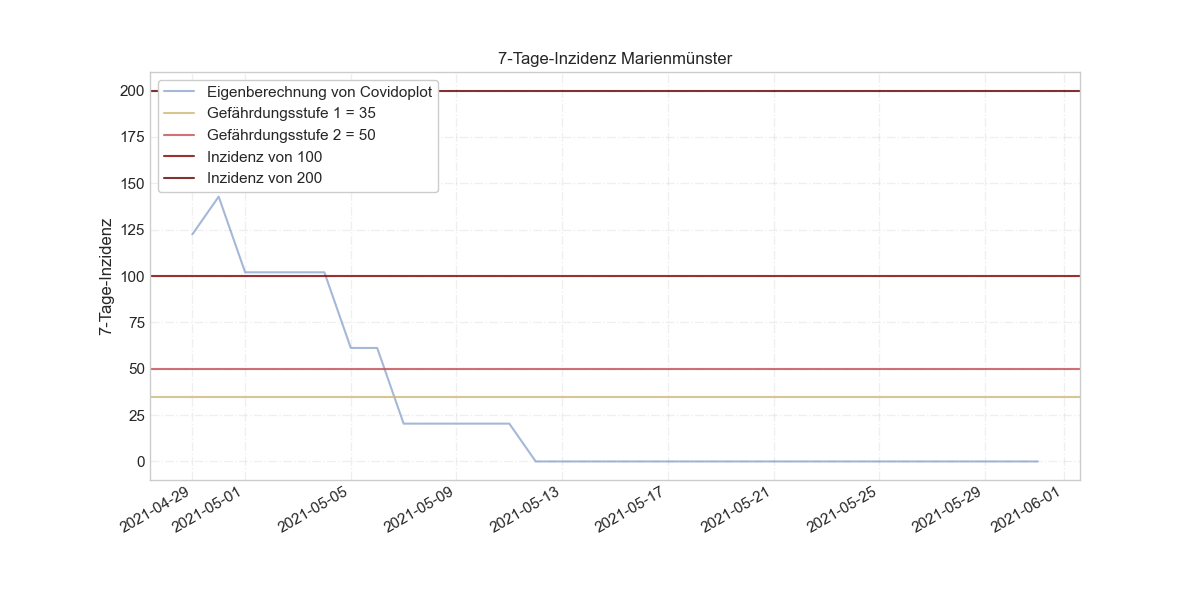 7-Tage-Inzidenz Marienmünster
Eigenberechnung von Covidoplot
Gefährdungsstufe 1 = 35
Gefährdungsstufe 2 = 50
Inzidenz von 100
Inzidenz von 200
7-Tage-Inzidenz
200
175
150
125
100
75
50
25
0
2021-04-29
2021-05-01
2021-05-05
2021-05-09
2021-05-13
2021-05-17
2021-05-21
2021-05-25
2021-05-29
2021-06-01